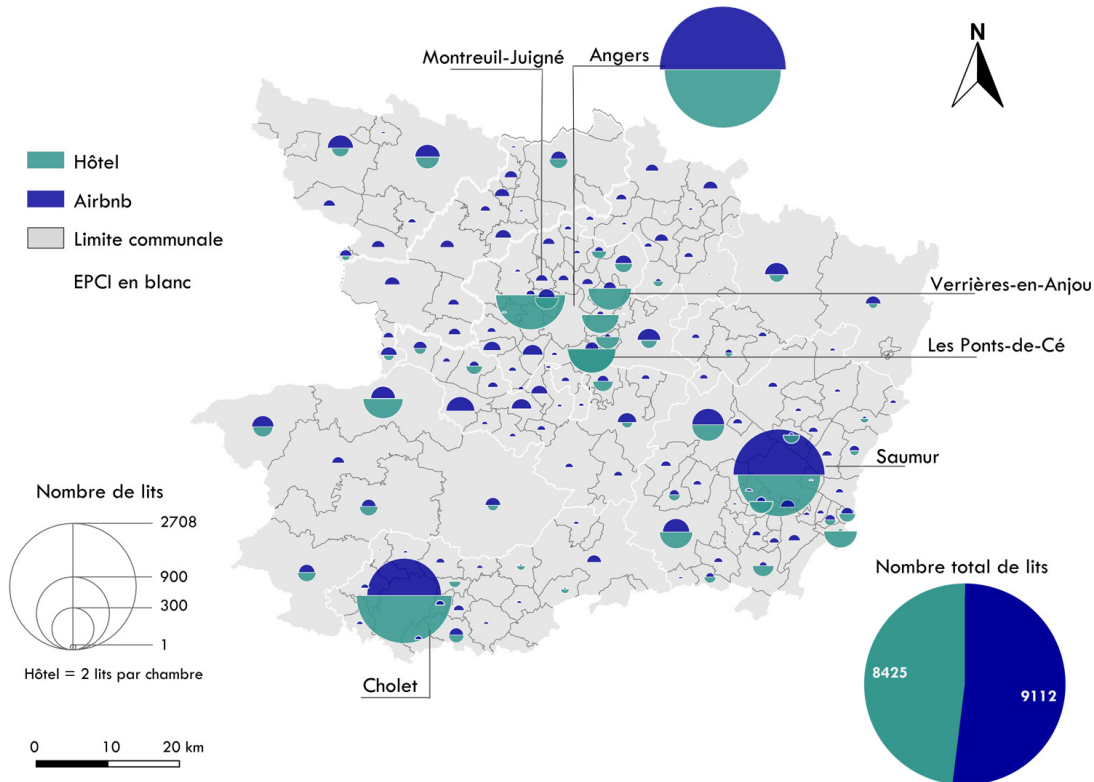 N
Montreuil-Juigné
Angers
Hôtel
Airbnb
Limite communale
EPCI en blanc
Verrières-en-Anjou
Les Ponts-de-Cé
Saumur
Cholet
Nombre de lits
2708
900
300
1
Hôtel = 2 lits par chambre
0 10 20 km
Nombre total de lits
8425
9112